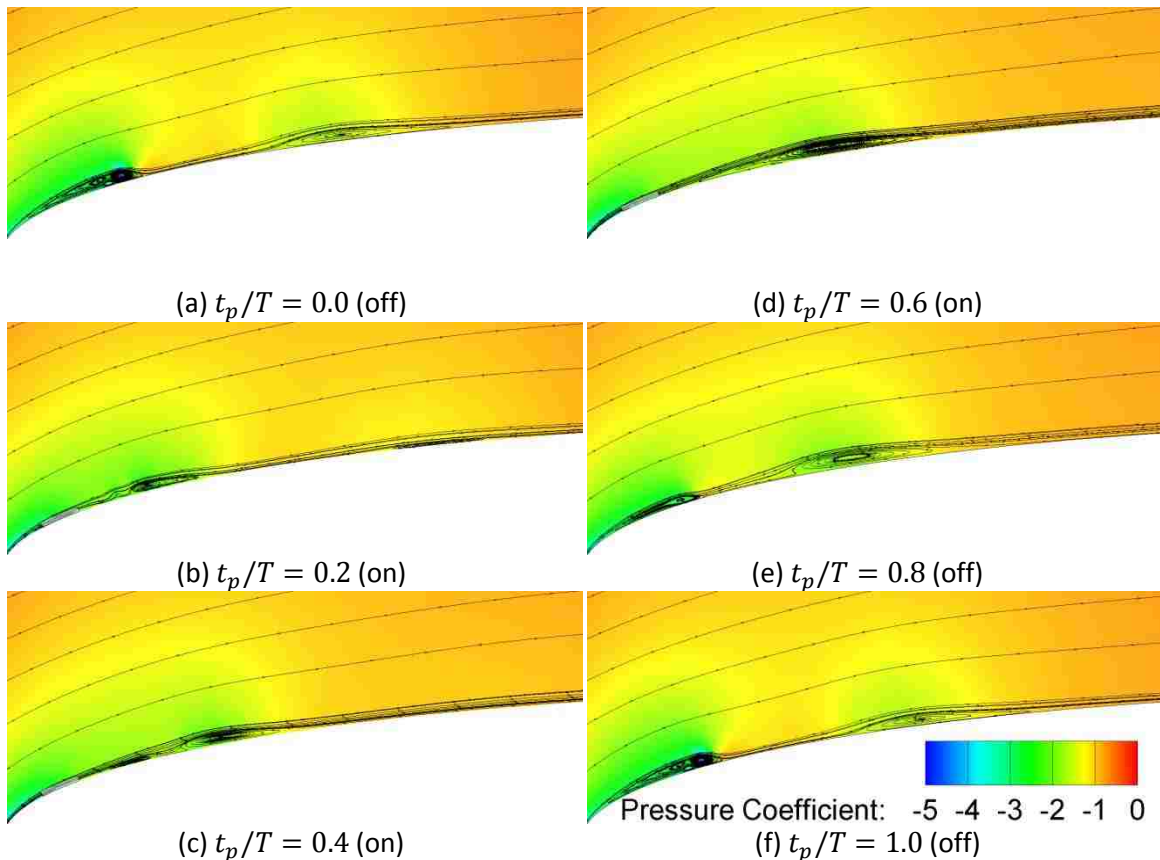 (a) t_p/T = 0.0 (off)
(d) t_p/T = 0.6 (on)
(b) t_p/T = 0.2 (on)
(e) t_p/T = 0.8 (off)
Pressure Coefficient: -5 -4 -3 -2 -1 0
(c) t_p/T = 0.4 (on)
(f) t_p/T = 1.0 (off)